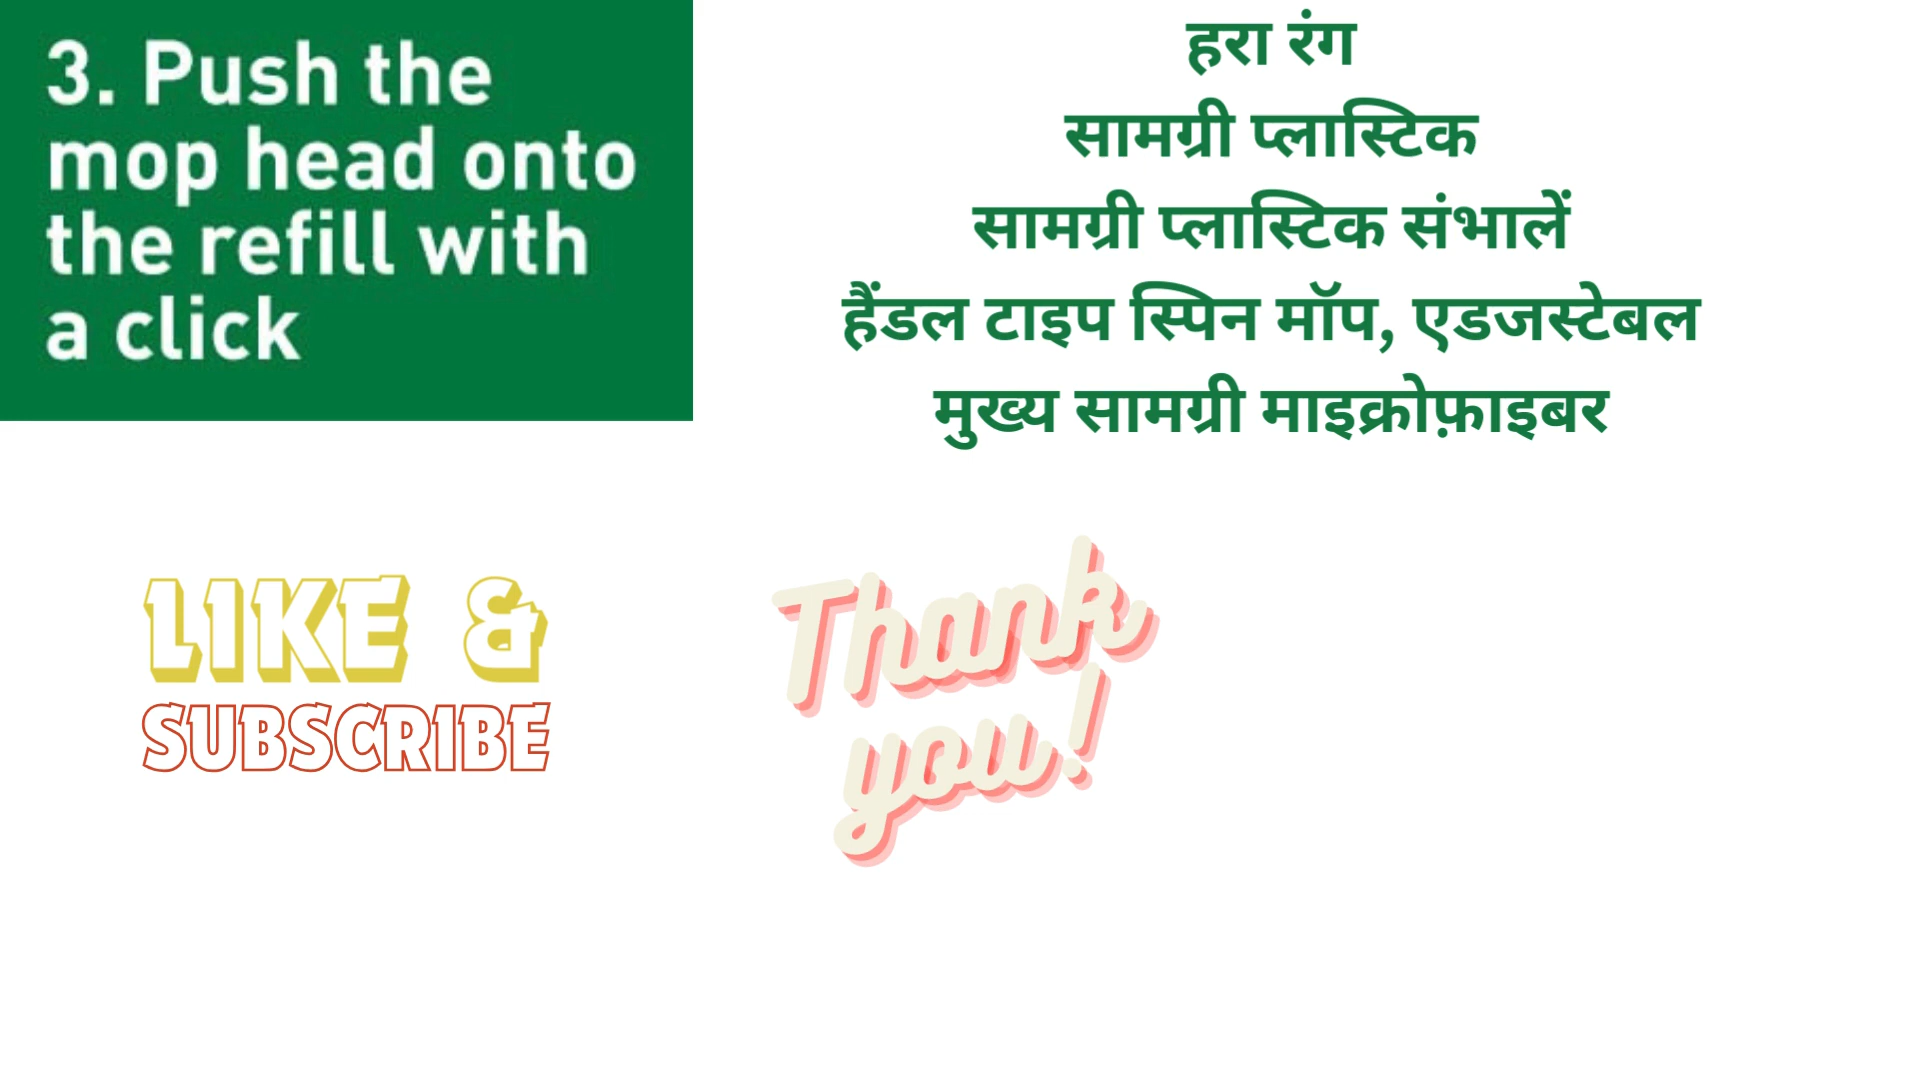 3. Push the
mop head onto
the refill with
a click
हरा रंग
सामग्री प्लास्टिक
सामग्री प्लास्टिक संभालें
हैंडल टाइप स्पिन मॉप, एडजस्टेबल
मुख्य सामग्री माइक्रोफ़ाइबर
LIKE &
SUBSCRIBE
Thank
you!